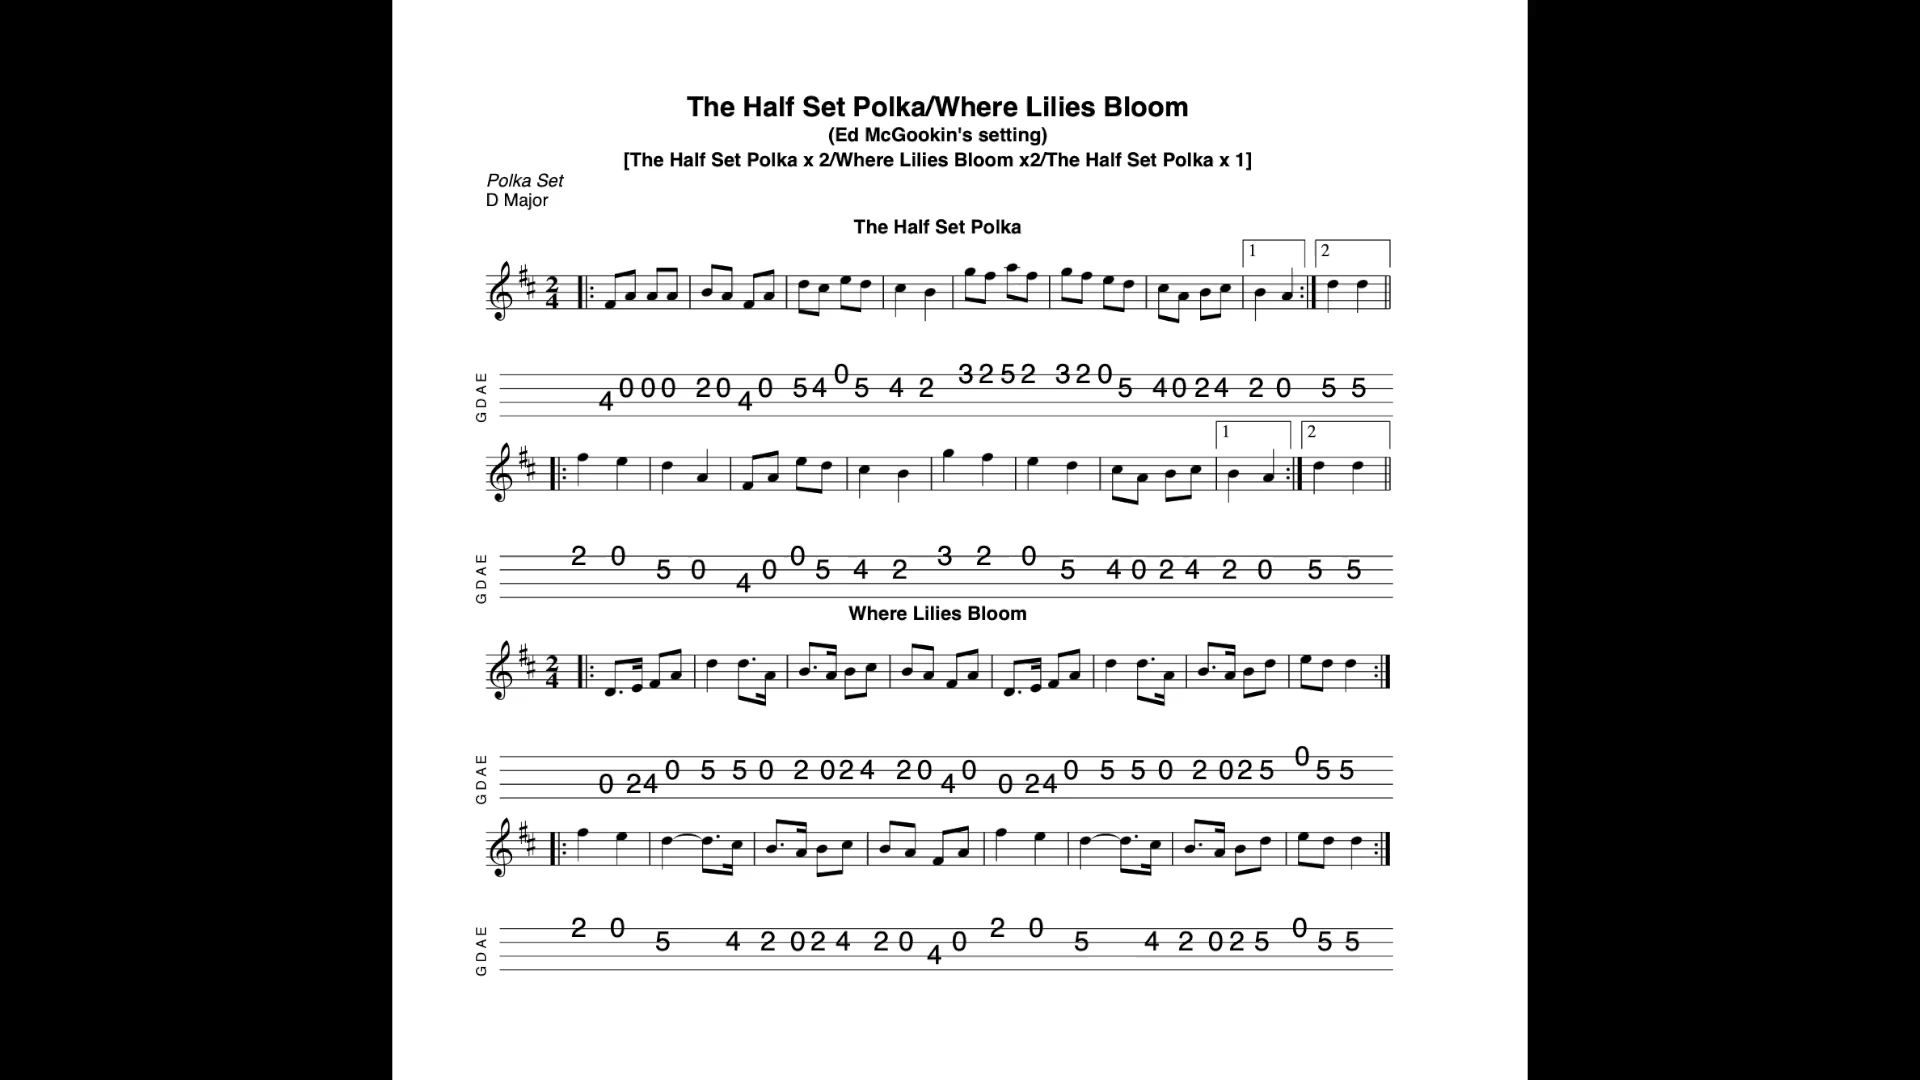 The Half Set Polka/Where Lilies Bloom
(Ed McGookin's setting)
[The Half Set Polka x 2/Where Lilies Bloom x2/The Half Set Polka x 1]
Polka Set
D Major
The Half Set Polka
1 2
2 4
G D A E
4 0 0 0 2 0 4 0 5 4 0 5 4 2 3 2 5 2 3 2 0 5 4 0 2 4 2 0 5 5
1 2
G D A E
2 0 5 0 4 0 0 5 4 2 3 2 0 5 4 0 2 4 2 0 5 5
Where Lilies Bloom
2 4
G D A E
0 2 4 0 5 5 0 2 0 2 4 2 0 4 0 0 2 4 0 5 5 0 2 0 2 5 0 5 5
G D A E
2 0 5 4 2 0 2 4 2 0 4 0 2 0 5 4 2 0 2 5 0 5 5